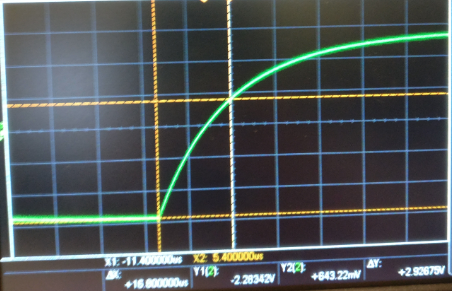 X1: -11.400000us X2: 5.400000us
ΔX: +16.800000us Y1(2): -2.28342V Y2(2): +643.22mV ΔY: +2.92675V